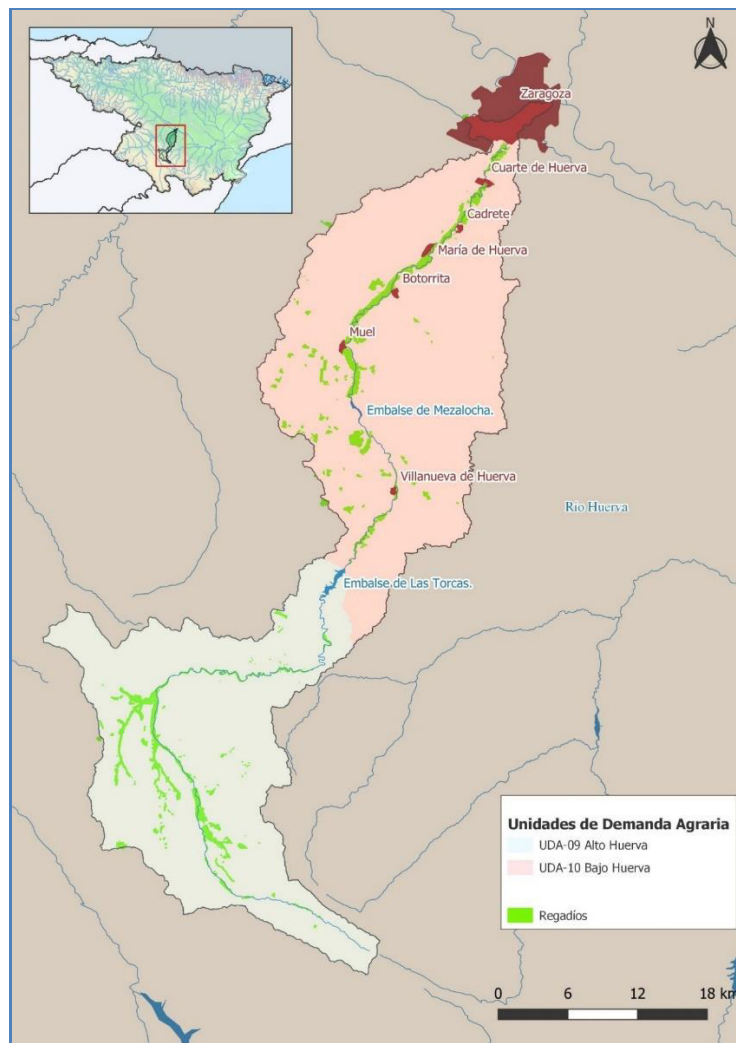 N
Zaragoza
Cuarte de Huerva
Cadrete
María de Huerva
Botorrita
Muel
Embalse de Mezalocha.
Villanueva de Huerva
Río Huerva
Embalse de Las Torcas.
Unidades de Demanda Agraria
UDA-09 Alto Huerva
UDA-10 Bajo Huerva
Regadíos
0 6 12 18 km